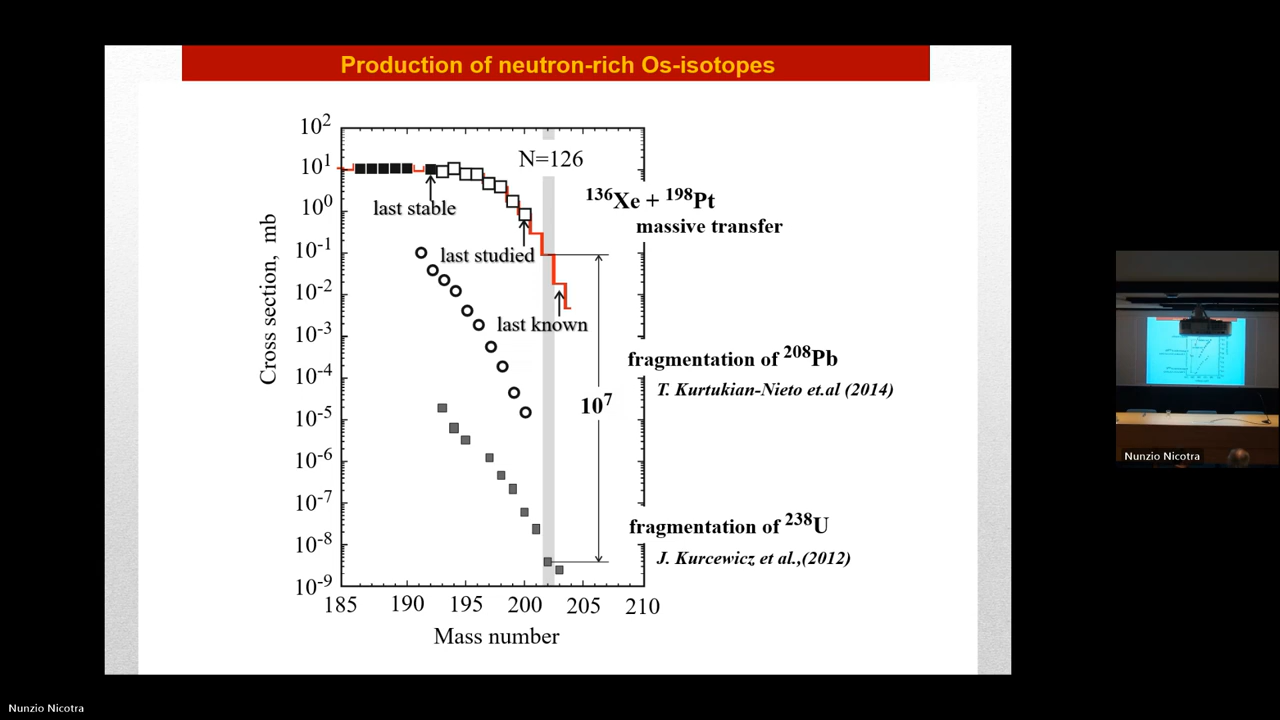 Production of neutron-rich Os-isotopes
10²
10¹
10⁰
10⁻¹
10⁻²
10⁻³
10⁻⁴
10⁻⁵
10⁻⁶
10⁻⁷
10⁻⁸
10⁻⁹
Cross section, mb
N=126
last stable
last studied
last known
10⁷
¹³⁶Xe + ¹⁹⁸Pt
massive transfer
fragmentation of ²⁰⁸Pb
T. Kurtukian-Nieto et.al (2014)
fragmentation of ²³⁸U
J. Kurcewicz et al.,(2012)
185 190 195 200 205 210
Mass number
Nunzio Nicotra
Nunzio Nicotra